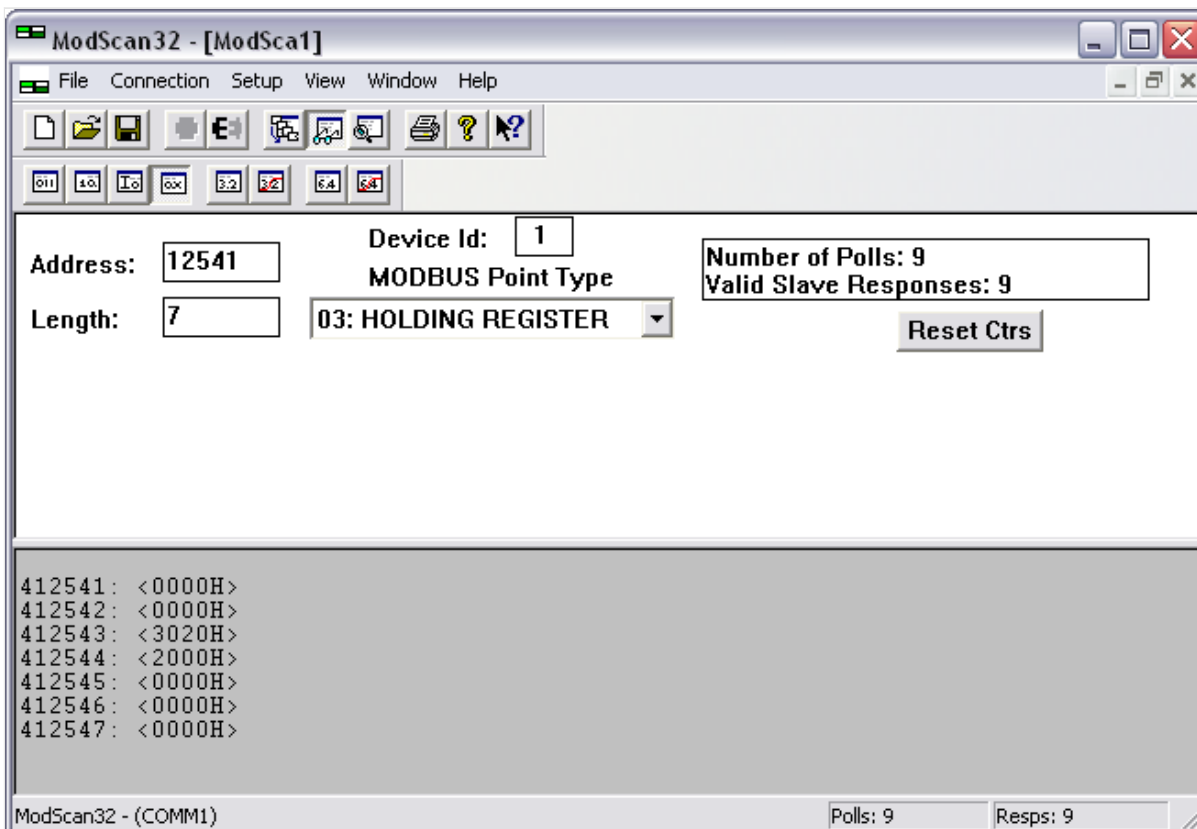 ModScan32 - [ModSca1]
File Connection Setup View Window Help
Address: 12541
Device Id: 1
MODBUS Point Type
Length: 7
03: HOLDING REGISTER
Number of Polls: 9
Valid Slave Responses: 9
Reset Ctrs
412541: <0000H>
412542: <0000H>
412543: <3020H>
412544: <2000H>
412545: <0000H>
412546: <0000H>
412547: <0000H>
ModScan32 - (COMM1)
Polls: 9
Resps: 9